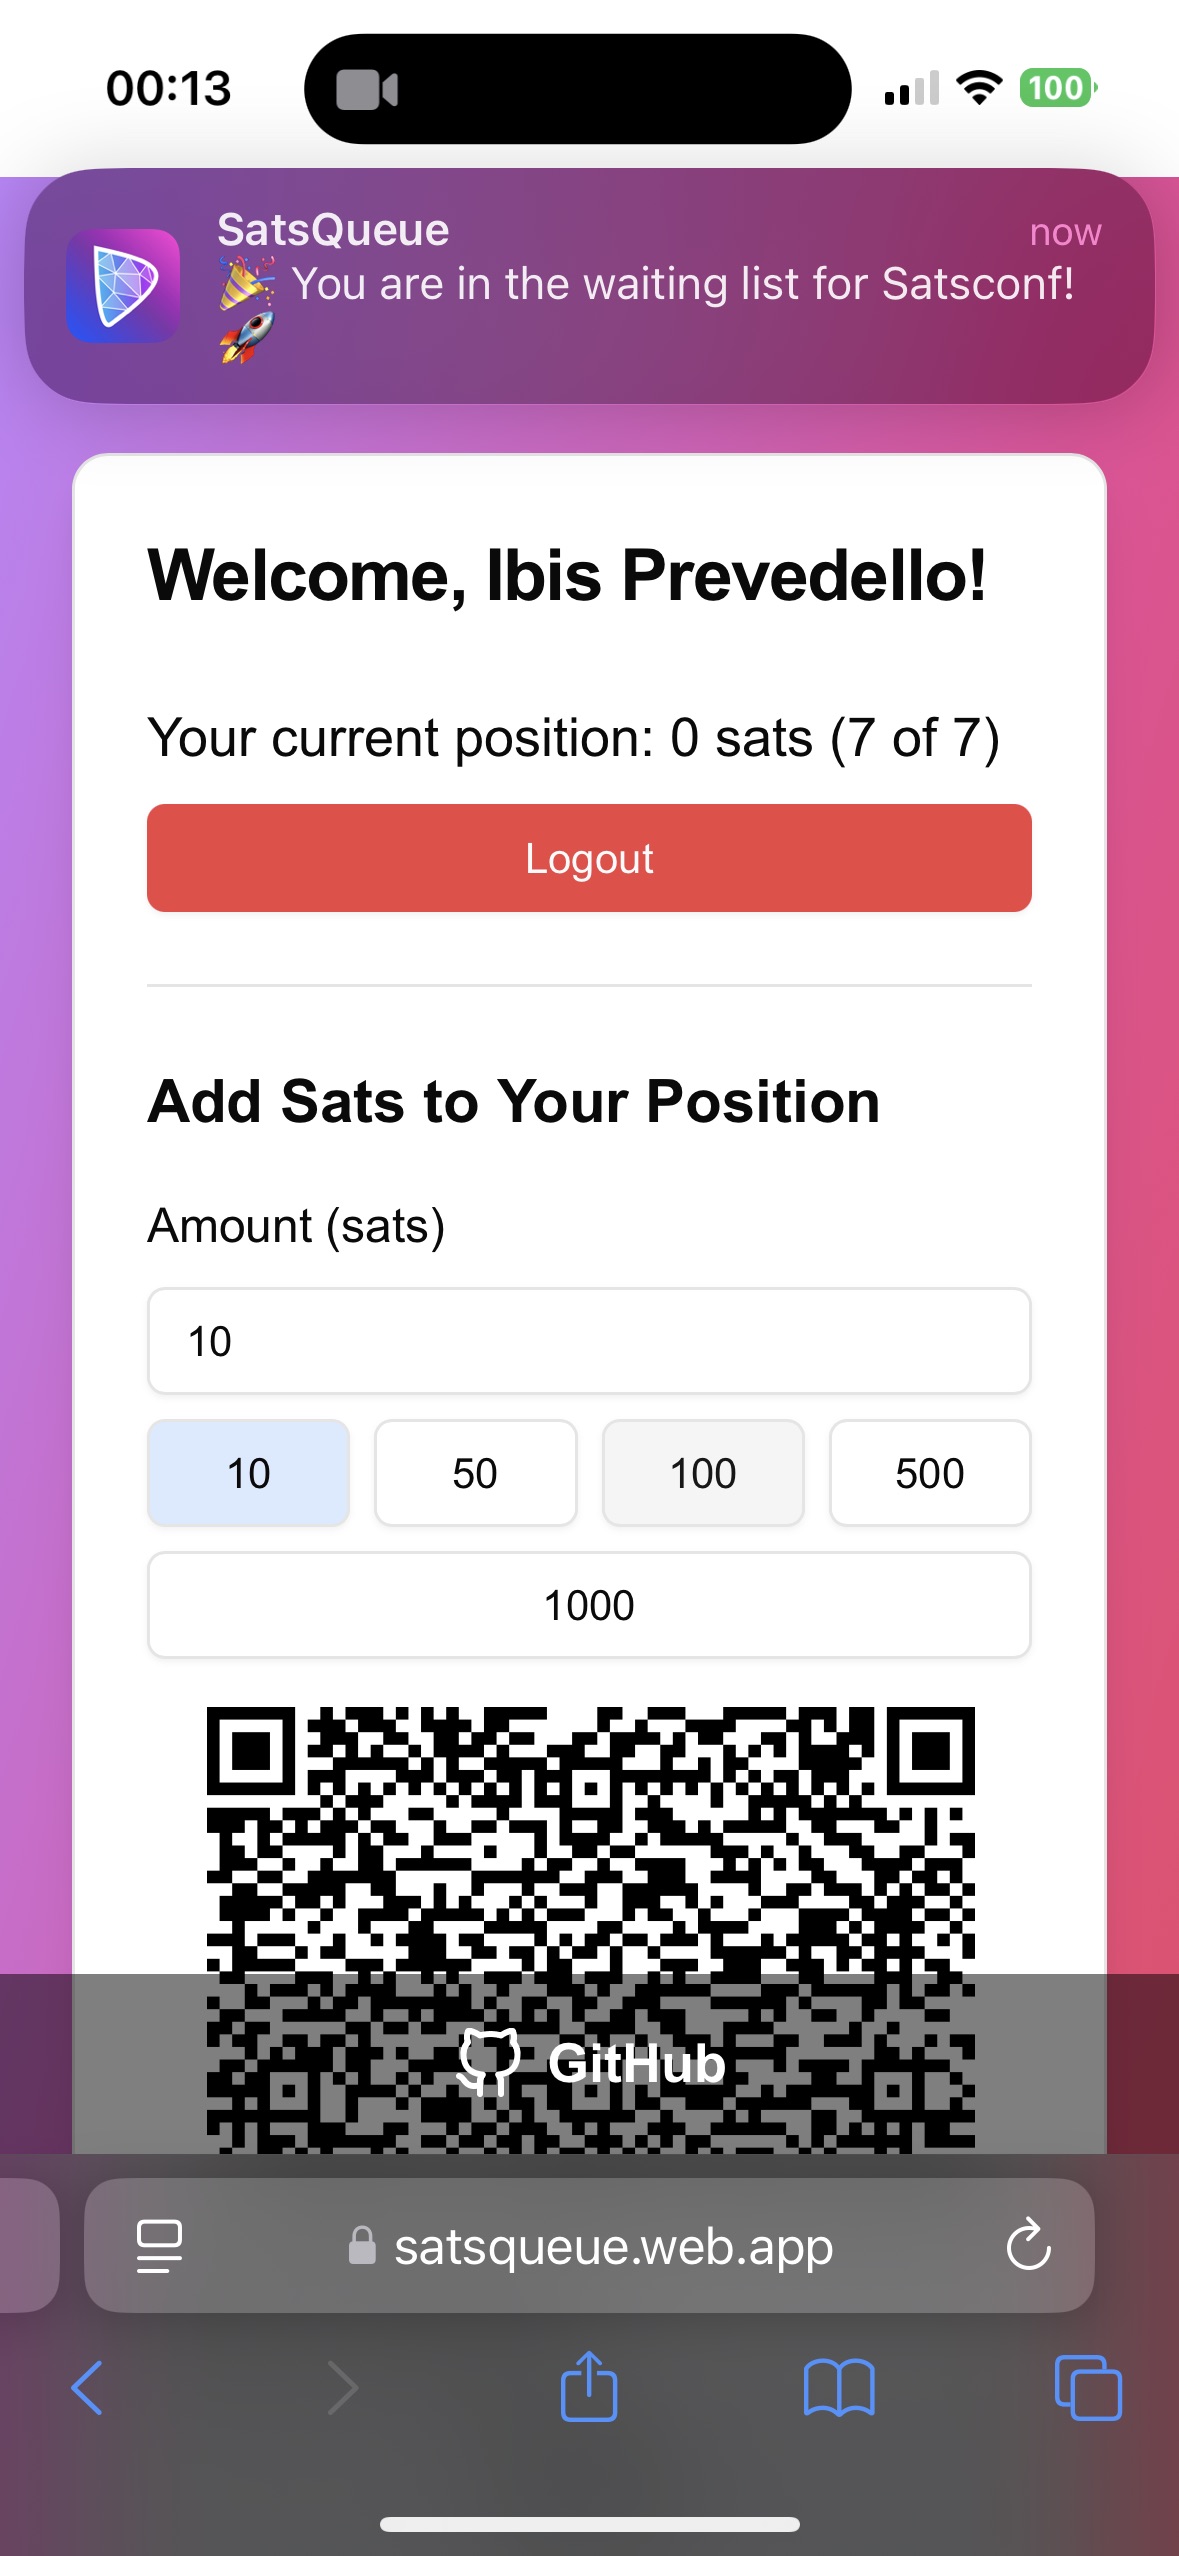 00:13
100
SatsQueue
now
🎉 You are in the waiting list for Satsconf!
🚀
Welcome, Ibis Prevedello!
Your current position: 0 sats (7 of 7)
Logout
Add Sats to Your Position
Amount (sats)
10
10 50 100 500
1000
GitHub
satsqueue.web.app